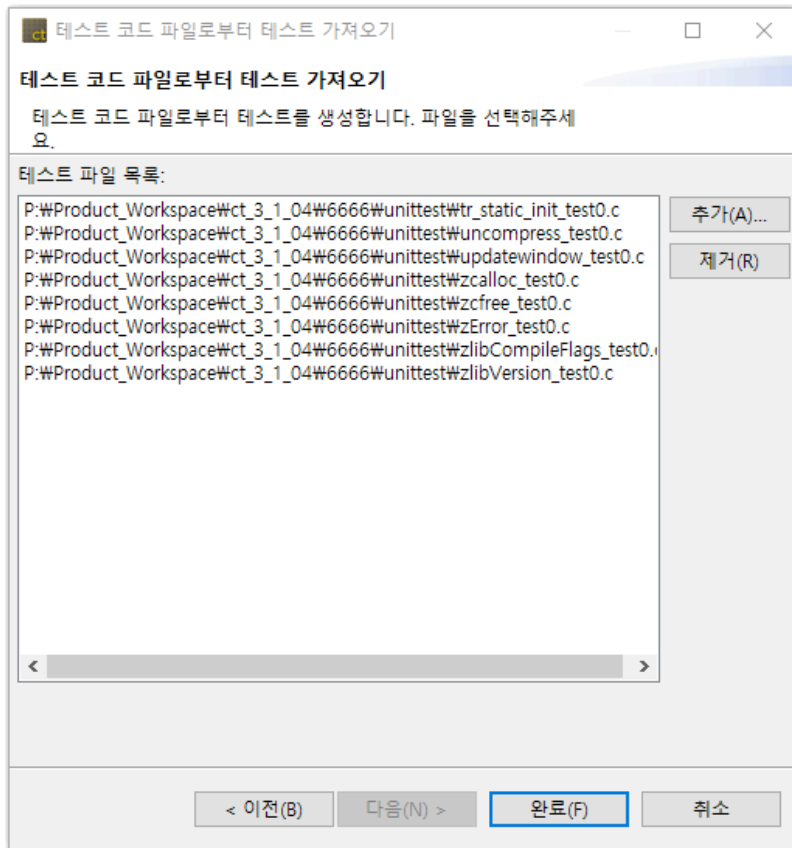 ct 테스트 코드 파일로부터 테스트 가져오기
테스트 코드 파일로부터 테스트 가져오기
테스트 코드 파일로부터 테스트를 생성합니다. 파일을 선택해주세
요.
테스트 파일 목록:
P:₩Product_Workspace₩ct_3_1_04₩6666₩unittest₩tr_static_init_test0.c
P:₩Product_Workspace₩ct_3_1_04₩6666₩unittest₩uncompress_test0.c
P:₩Product_Workspace₩ct_3_1_04₩6666₩unittest₩updatewindow_test0.c
P:₩Product_Workspace₩ct_3_1_04₩6666₩unittest₩zcalloc_test0.c
P:₩Product_Workspace₩ct_3_1_04₩6666₩unittest₩zcfree_test0.c
P:₩Product_Workspace₩ct_3_1_04₩6666₩unittest₩zError_test0.c
P:₩Product_Workspace₩ct_3_1_04₩6666₩unittest₩zlibCompileFlags_test0.c
P:₩Product_Workspace₩ct_3_1_04₩6666₩unittest₩zlibVersion_test0.c
추가(A)...
제거(R)
< 이전(B) 다음(N) > 완료(F) 취소